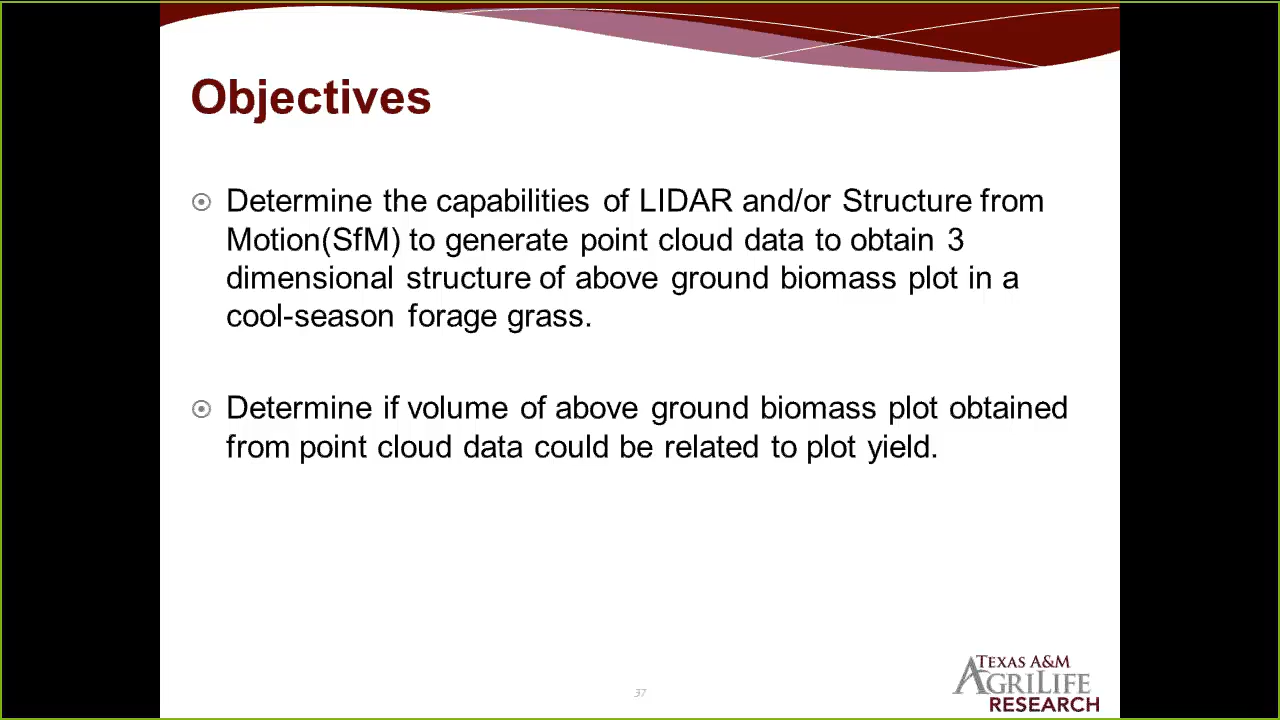 Objectives
Determine the capabilities of LIDAR and/or Structure from
Motion(SfM) to generate point cloud data to obtain 3
dimensional structure of above ground biomass plot in a
cool-season forage grass.
Determine if volume of above ground biomass plot obtained
from point cloud data could be related to plot yield.
37
TEXAS A&M
AGRILIFE
RESEARCH